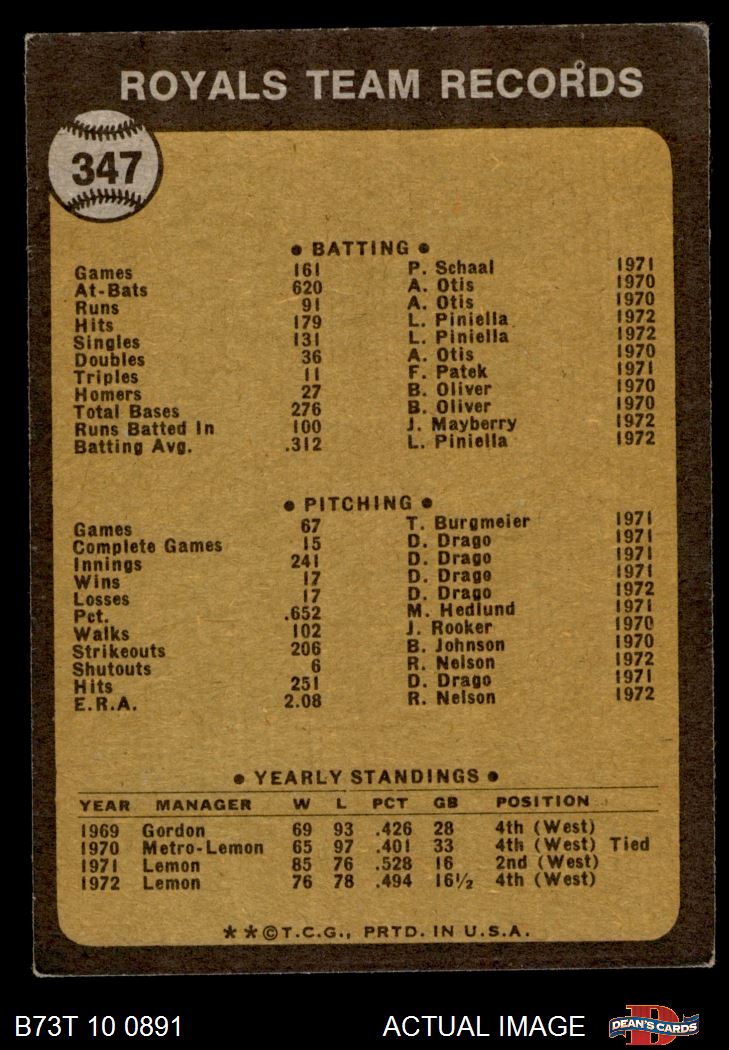 ROYALS TEAM RECORDS
347
• BATTING •
Games 161 P. Schaal 1971
At-Bats 620 A. Otis 1970
Runs 91 A. Otis 1970
Hits 179 L. Piniella 1972
Singles 131 L. Piniella 1972
Doubles 36 A. Otis 1970
Triples 11 F. Patek 1971
Homers 27 B. Oliver 1970
Total Bases 276 B. Oliver 1970
Runs Batted In 100 J. Mayberry 1972
Batting Avg. .312 L. Piniella 1972
• PITCHING •
Games 67 T. Burgmeier 1971
Complete Games 15 D. Drago 1971
Innings 241 D. Drago 1971
Wins 17 D. Drago 1971
Losses 17 D. Drago 1972
Pct. .652 M. Hedlund 1971
Walks 102 J. Rooker 1970
Strikeouts 206 B. Johnson 1970
Shutouts 6 R. Nelson 1972
Hits 251 D. Drago 1971
E.R.A. 2.08 R. Nelson 1972
• YEARLY STANDINGS •
YEAR MANAGER W L PCT GB POSITION
1969 Gordon 69 93 .426 28 4th (West)
1970 Metro-Lemon 65 97 .401 33 4th (West) Tied
1971 Lemon 85 76 .528 16 2nd (West)
1972 Lemon 76 78 .494 16½ 4th (West)
**©T.C.G., PRTD. IN U.S.A.
B73T 10 0891 ACTUAL IMAGE DEAN'S CARDS